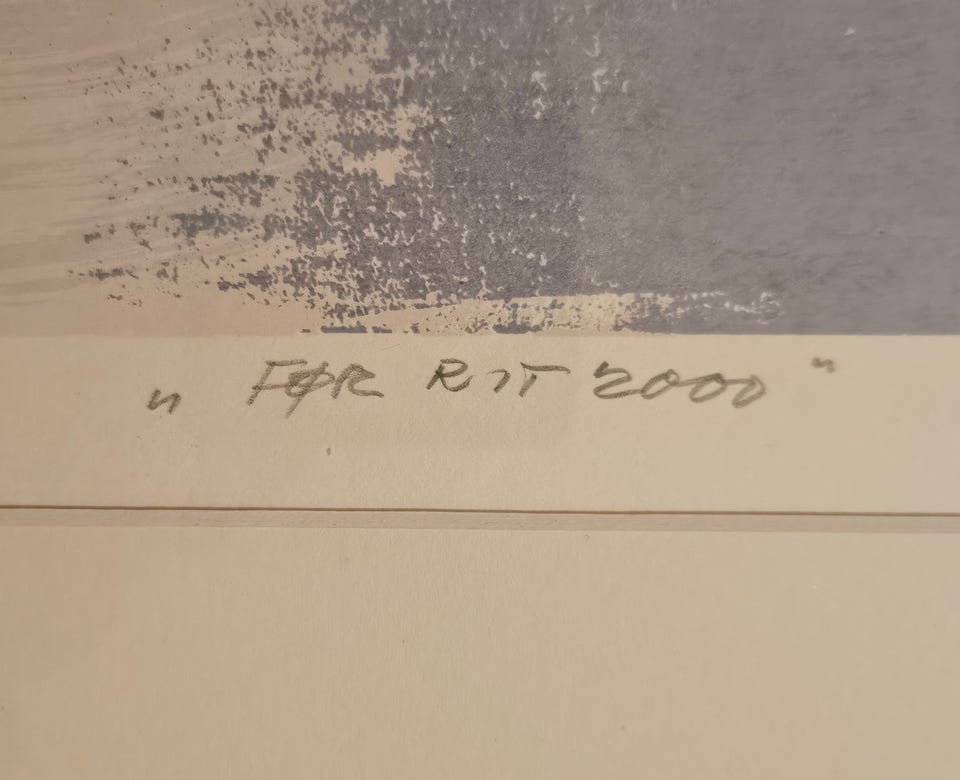 „ FØR RIT 2000 "